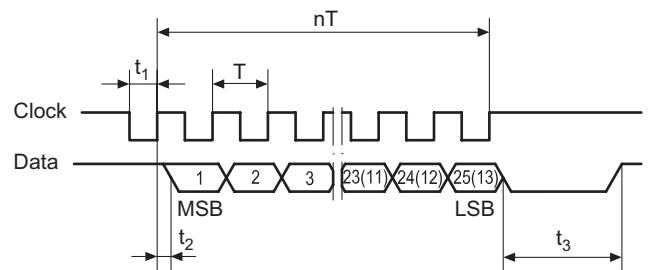 nT
t₁
T
Clock
Data
1 2 3 23(11) 24(12) 25(13)
MSB LSB
t₂
t₃